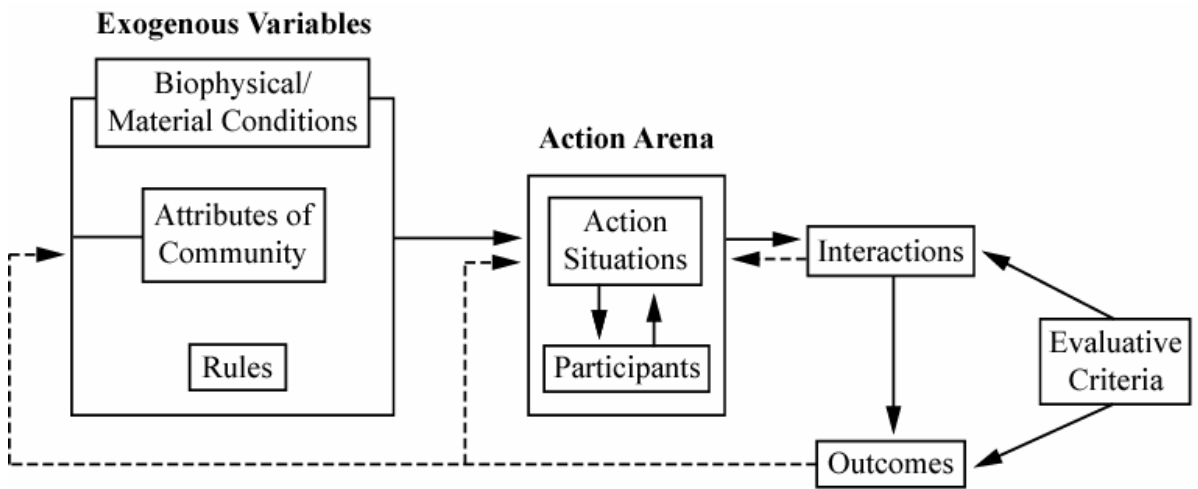 Exogenous Variables
Biophysical/
Material Conditions
Attributes of
Community
Rules
Action Arena
Action
Situations
Participants
Interactions
Outcomes
Evaluative
Criteria